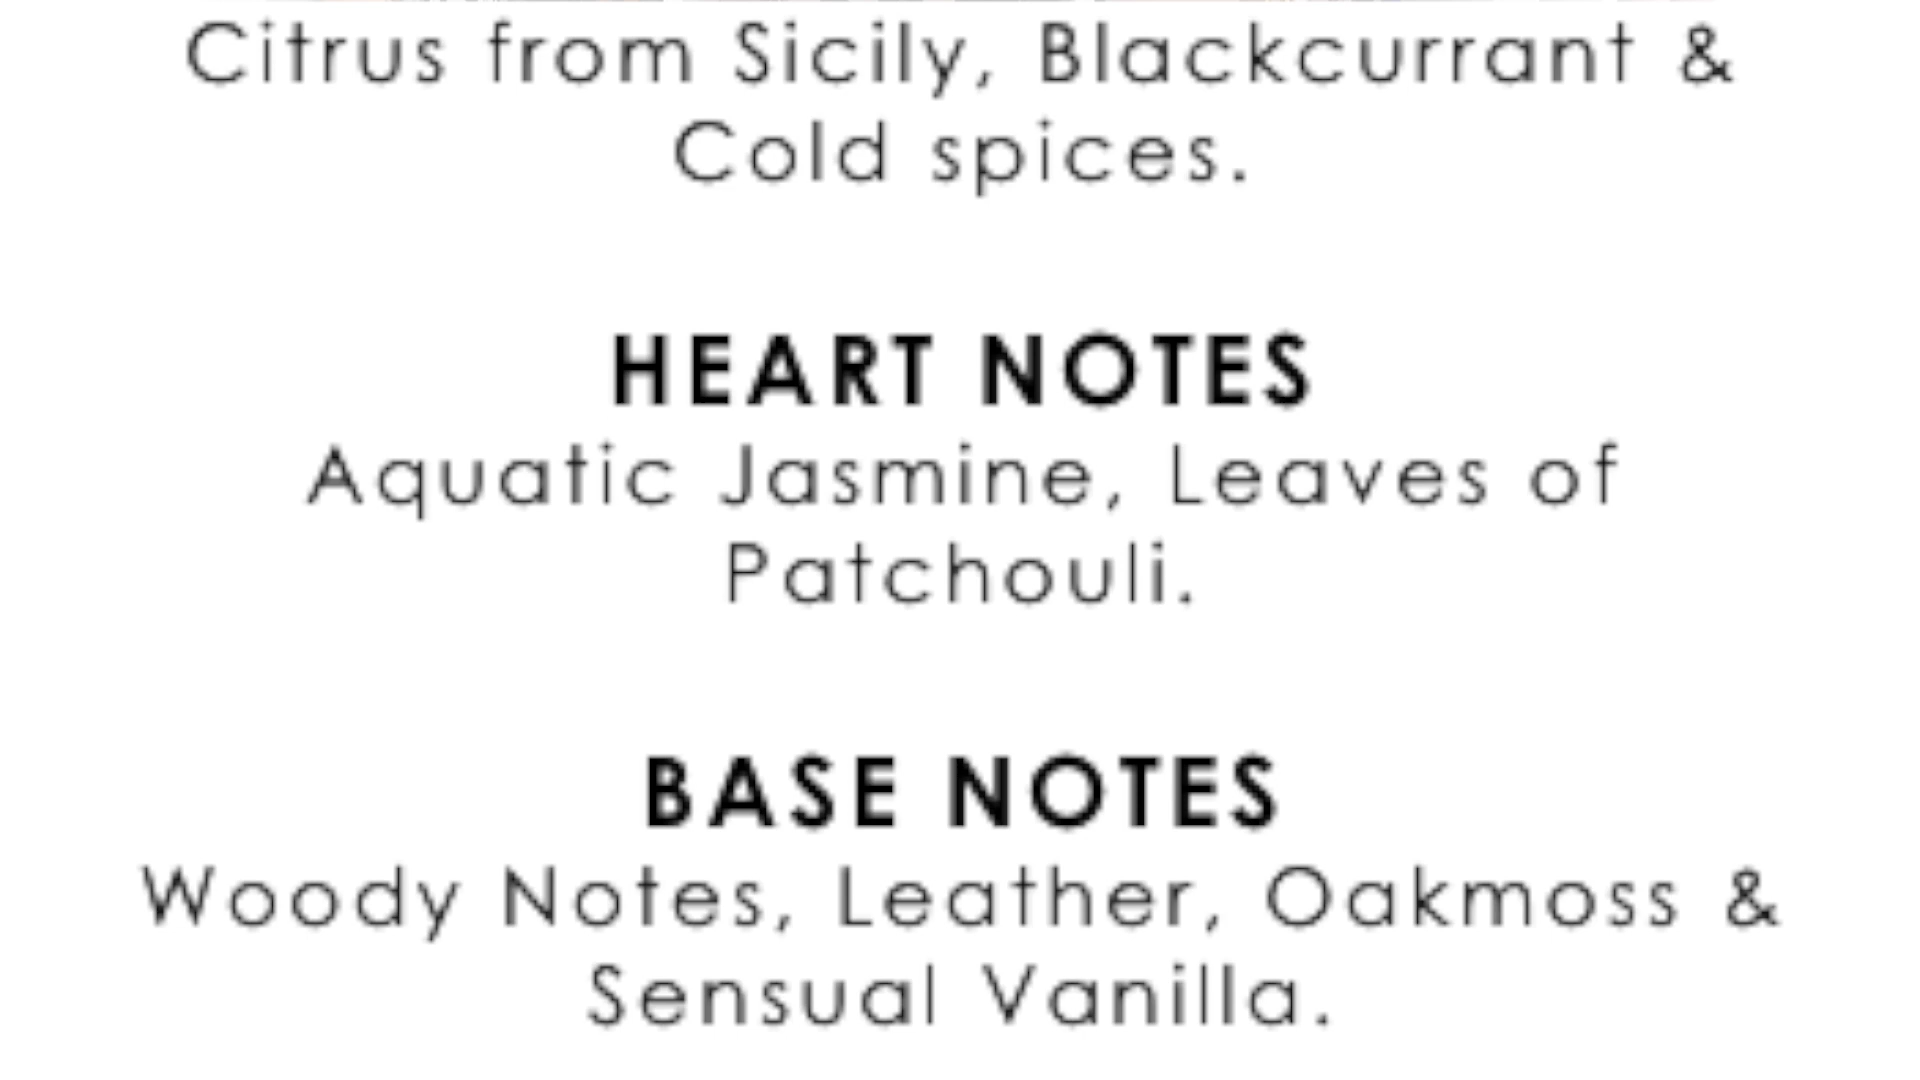 Citrus from Sicily, Blackcurrant &
Cold spices.
HEART NOTES
Aquatic Jasmine, Leaves of
Patchouli.
BASE NOTES
Woody Notes, Leather, Oakmoss &
Sensual Vanilla.